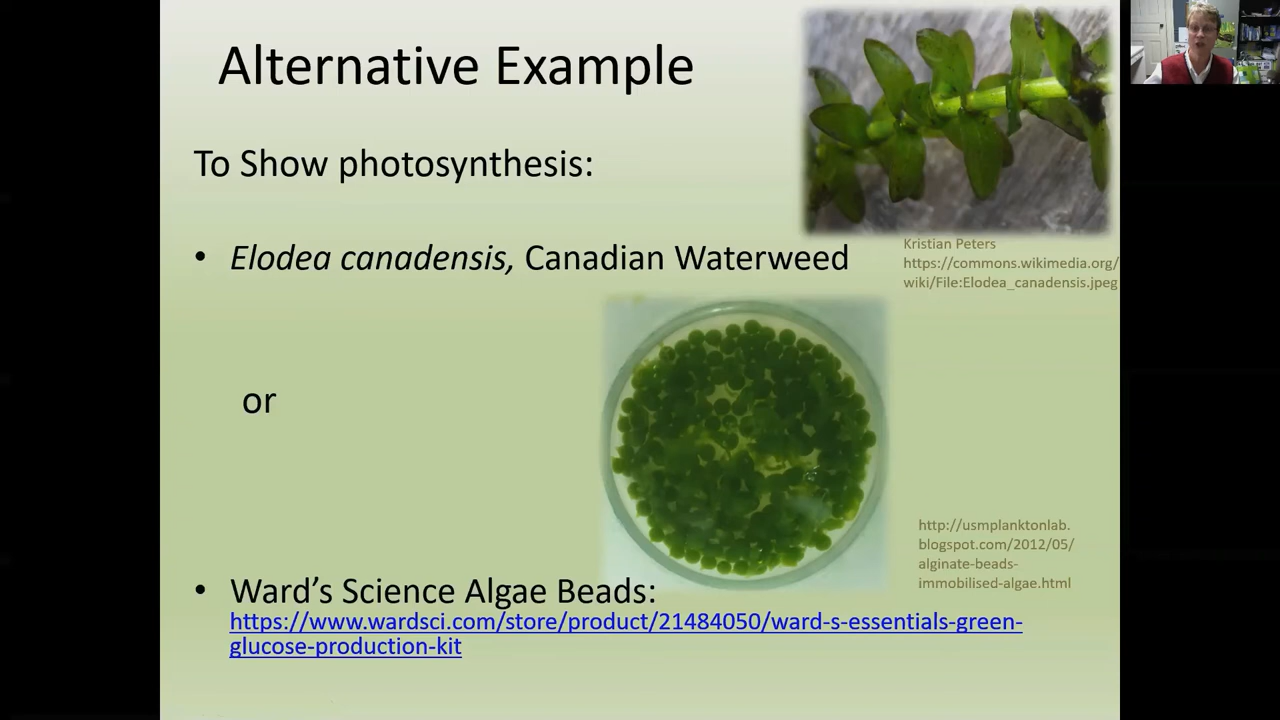 Alternative Example
To Show photosynthesis:
• Elodea canadensis, Canadian Waterweed
Kristian Peters
https://commons.wikimedia.org/
wiki/File:Elodea_canadensis.jpeg
or
http://usmplanktonlab.
blogspot.com/2012/05/
alginate-beads-
immobilised-algae.html
• Ward’s Science Algae Beads:
https://www.wardsci.com/store/product/21484050/ward-s-essentials-green-
glucose-production-kit